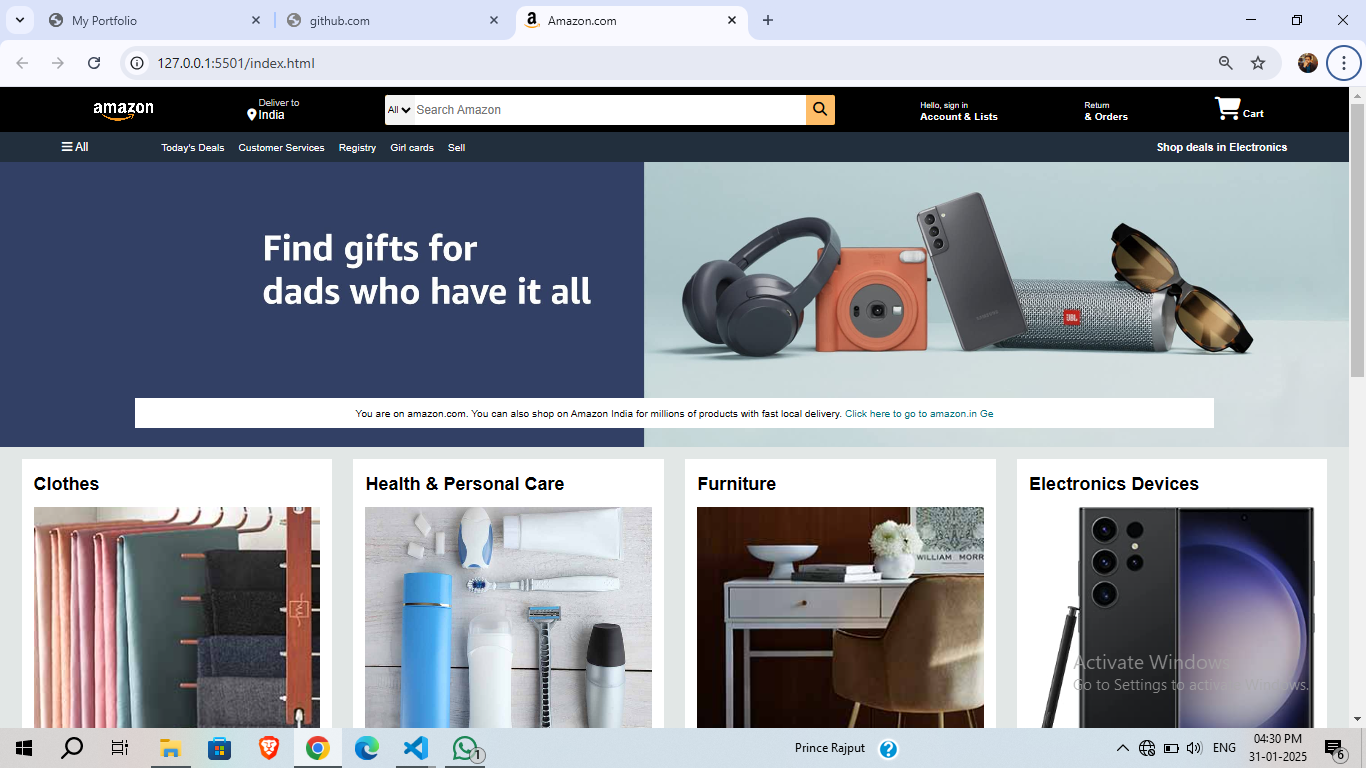 My Portfolio
github.com
Amazon.com
127.0.0.1:5501/index.html
amazon
Deliver to
India
All
Search Amazon
Hello, sign in
Account & Lists
Return
& Orders
Cart
All
Today's Deals
Customer Services
Registry
Girl cards
Sell
Shop deals in Electronics
Find gifts for
dads who have it all
SAMSUNG
JBL
You are on amazon.com. You can also shop on Amazon India for millions of products with fast local delivery. Click here to go to amazon.in Ge
Clothes
Health & Personal Care
Furniture
Electronics Devices
WILLIAM MORR
Activate Windows
Go to Settings to activate Windows.
Prince Rajput
1
ENG
04:30 PM
31-01-2025
6